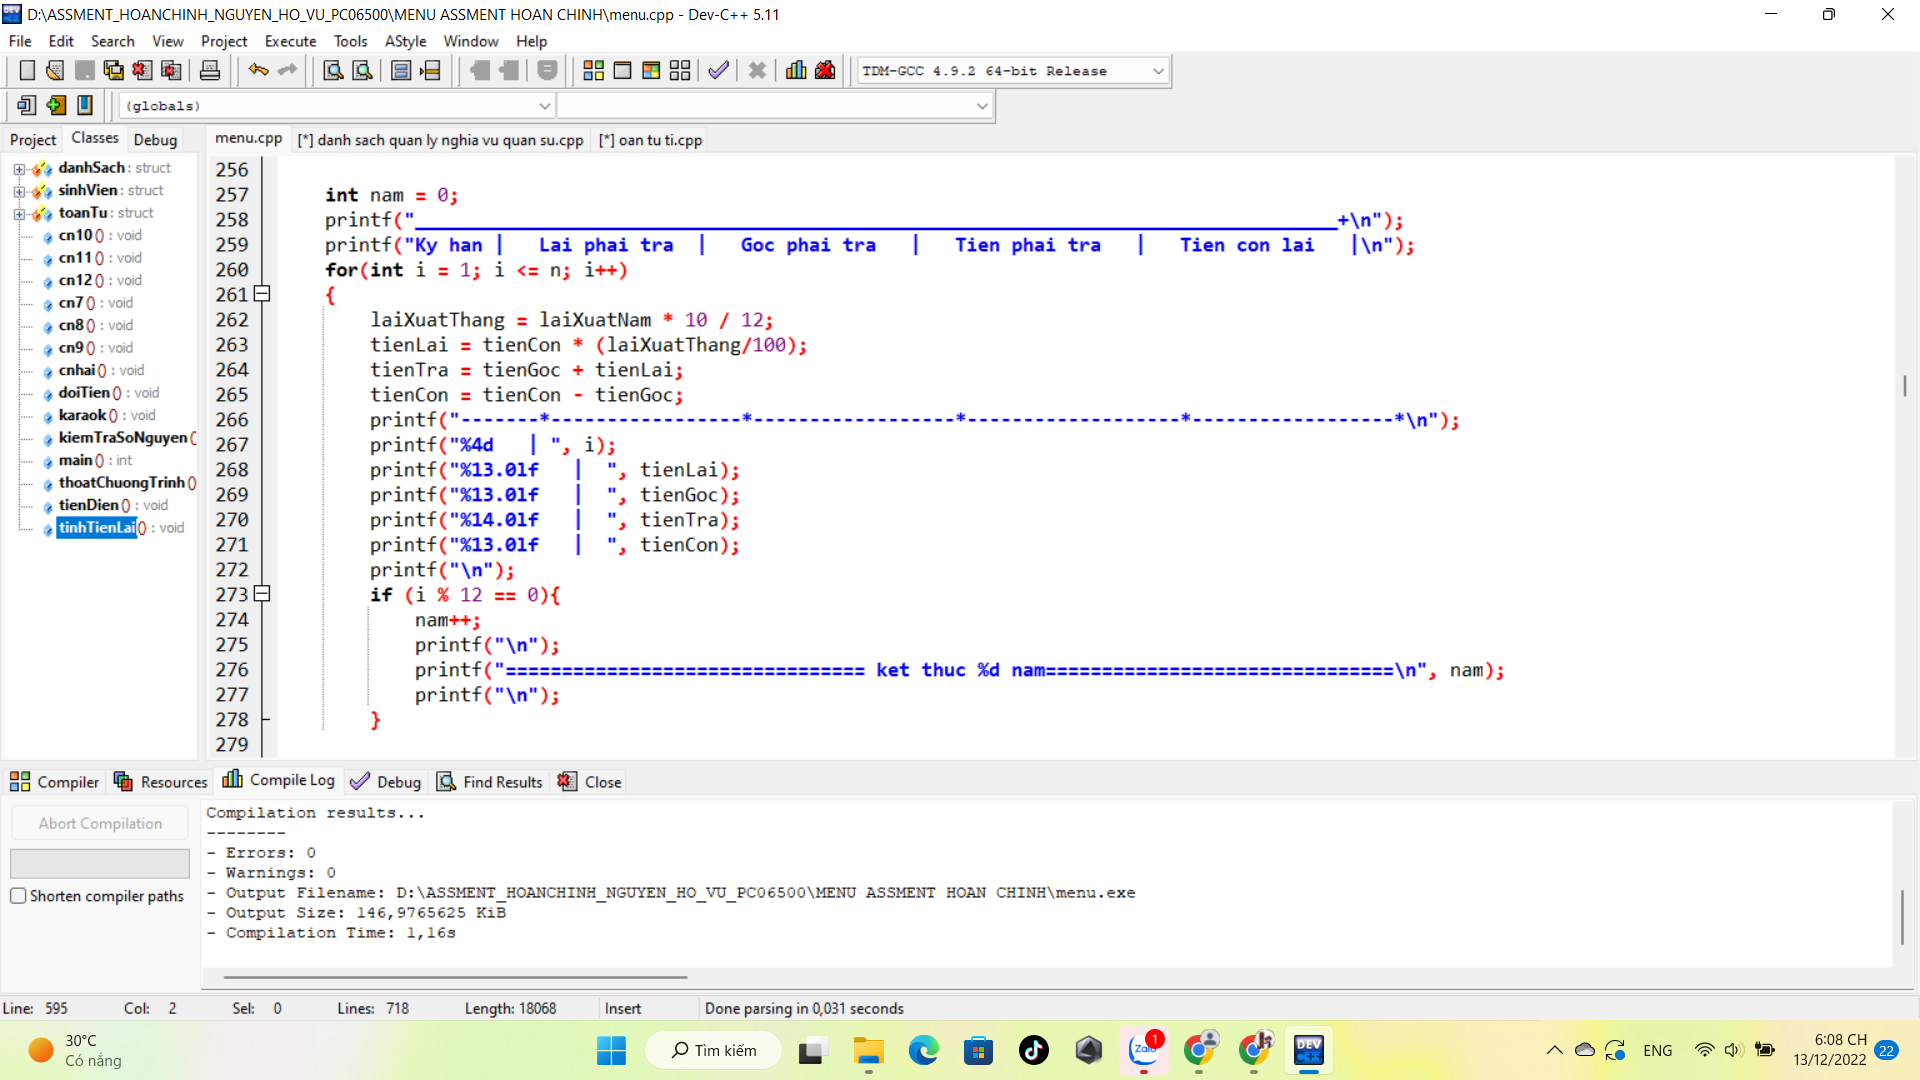 D:\ASSMENT_HOANCHINH_NGUYEN_HO_VU_PC06500\MENU ASSMENT HOAN CHINH\menu.cpp - Dev-C++ 5.11
File Edit Search View Project Execute Tools AStyle Window Help
TDM-GCC 4.9.2 64-bit Release
(globals)
Project Classes Debug
menu.cpp [*] danh sach quan ly nghia vu quan su.cpp [*] oan tu ti.cpp
danhSach : struct
sinhVien : struct
toanTu : struct
cn10 () : void
cn11 () : void
cn12 () : void
cn7 () : void
cn8 () : void
cn9 () : void
cnhai () : void
doiTien () : void
karaok () : void
kiemTraSoNguyen (
main () : int
thoatChuongTrinh ()
tienDien () : void
tinhTienLai () : void
256
257 int nam = 0;
258 printf("__________________________________________________________________________________+\n");
259 printf("Ky han |   Lai phai tra  |   Goc phai tra   |   Tien phai tra   |   Tien con lai   |\n");
260 for(int i = 1; i <= n; i++)
261 {
262 laiXuatThang = laiXuatNam * 10 / 12;
263 tienLai = tienCon * (laiXuatThang/100);
264 tienTra = tienGoc + tienLai;
265 tienCon = tienCon - tienGoc;
266 printf("-------*-----------------*------------------*-------------------*------------------*\n");
267 printf("%4d   | ", i);
268 printf("%13.0lf   |  ", tienLai);
269 printf("%13.0lf   |  ", tienGoc);
270 printf("%14.0lf   |  ", tienTra);
271 printf("%13.0lf   |  ", tienCon);
272 printf("\n");
273 if (i % 12 == 0){
274 nam++;
275 printf("\n");
276 printf("================================ ket thuc %d nam===============================\n", nam);
277 printf("\n");
278 }
279
Compiler Resources Compile Log Debug Find Results Close
Abort Compilation
Shorten compiler paths
Compilation results...
--------
- Errors: 0
- Warnings: 0
- Output Filename: D:\ASSMENT_HOANCHINH_NGUYEN_HO_VU_PC06500\MENU ASSMENT HOAN CHINH\menu.exe
- Output Size: 146,9765625 KiB
- Compilation Time: 1,16s
Line: 595 Col: 2 Sel: 0 Lines: 718 Length: 18068 Insert Done parsing in 0,031 seconds
30°C
Có nắng
Tìm kiếm
Zalo
1
DEV
ENG
6:08 CH
13/12/2022
22